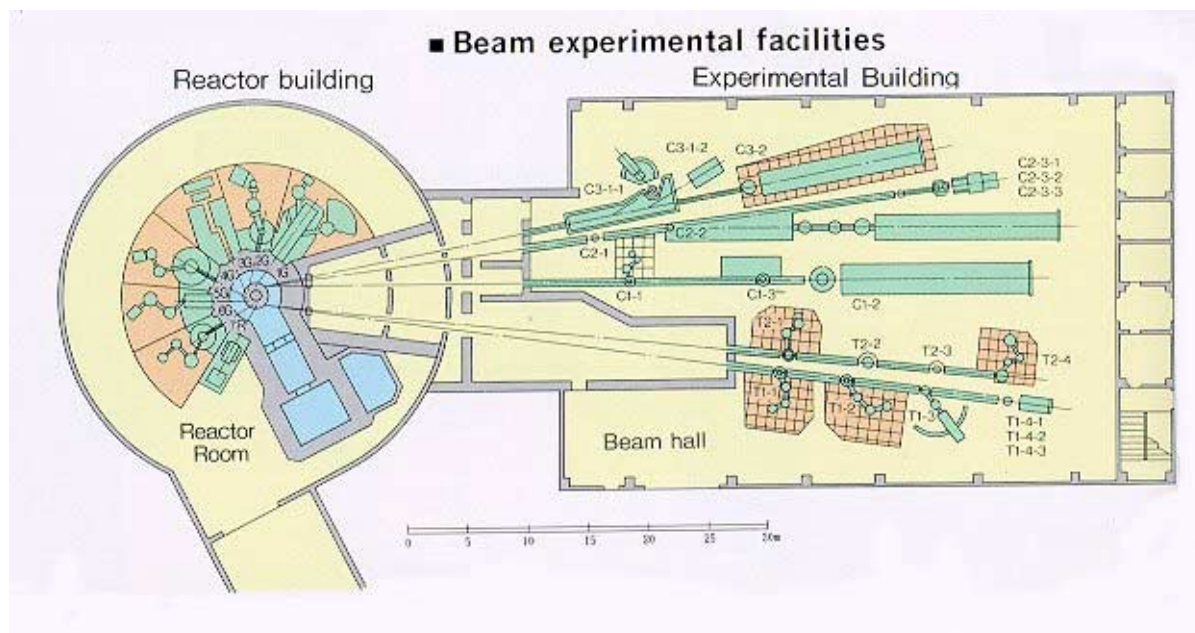 ■ Beam experimental facilities
Reactor building
Experimental Building
C3-1-2
C3-2
C3-1-1
C2-3-1
C2-3-2
C2-3-3
C2-2
C2-1
C1-1
C1-3
C1-2
1G
2G
3G
4G
5G
6G
7R
T2-1
T2-2
T2-3
T2-4
T1-1
T1-2
T1-3
T1-4-1
T1-4-2
T1-4-3
Reactor
Room
Beam hall
0 5 10 15 20 25 30m